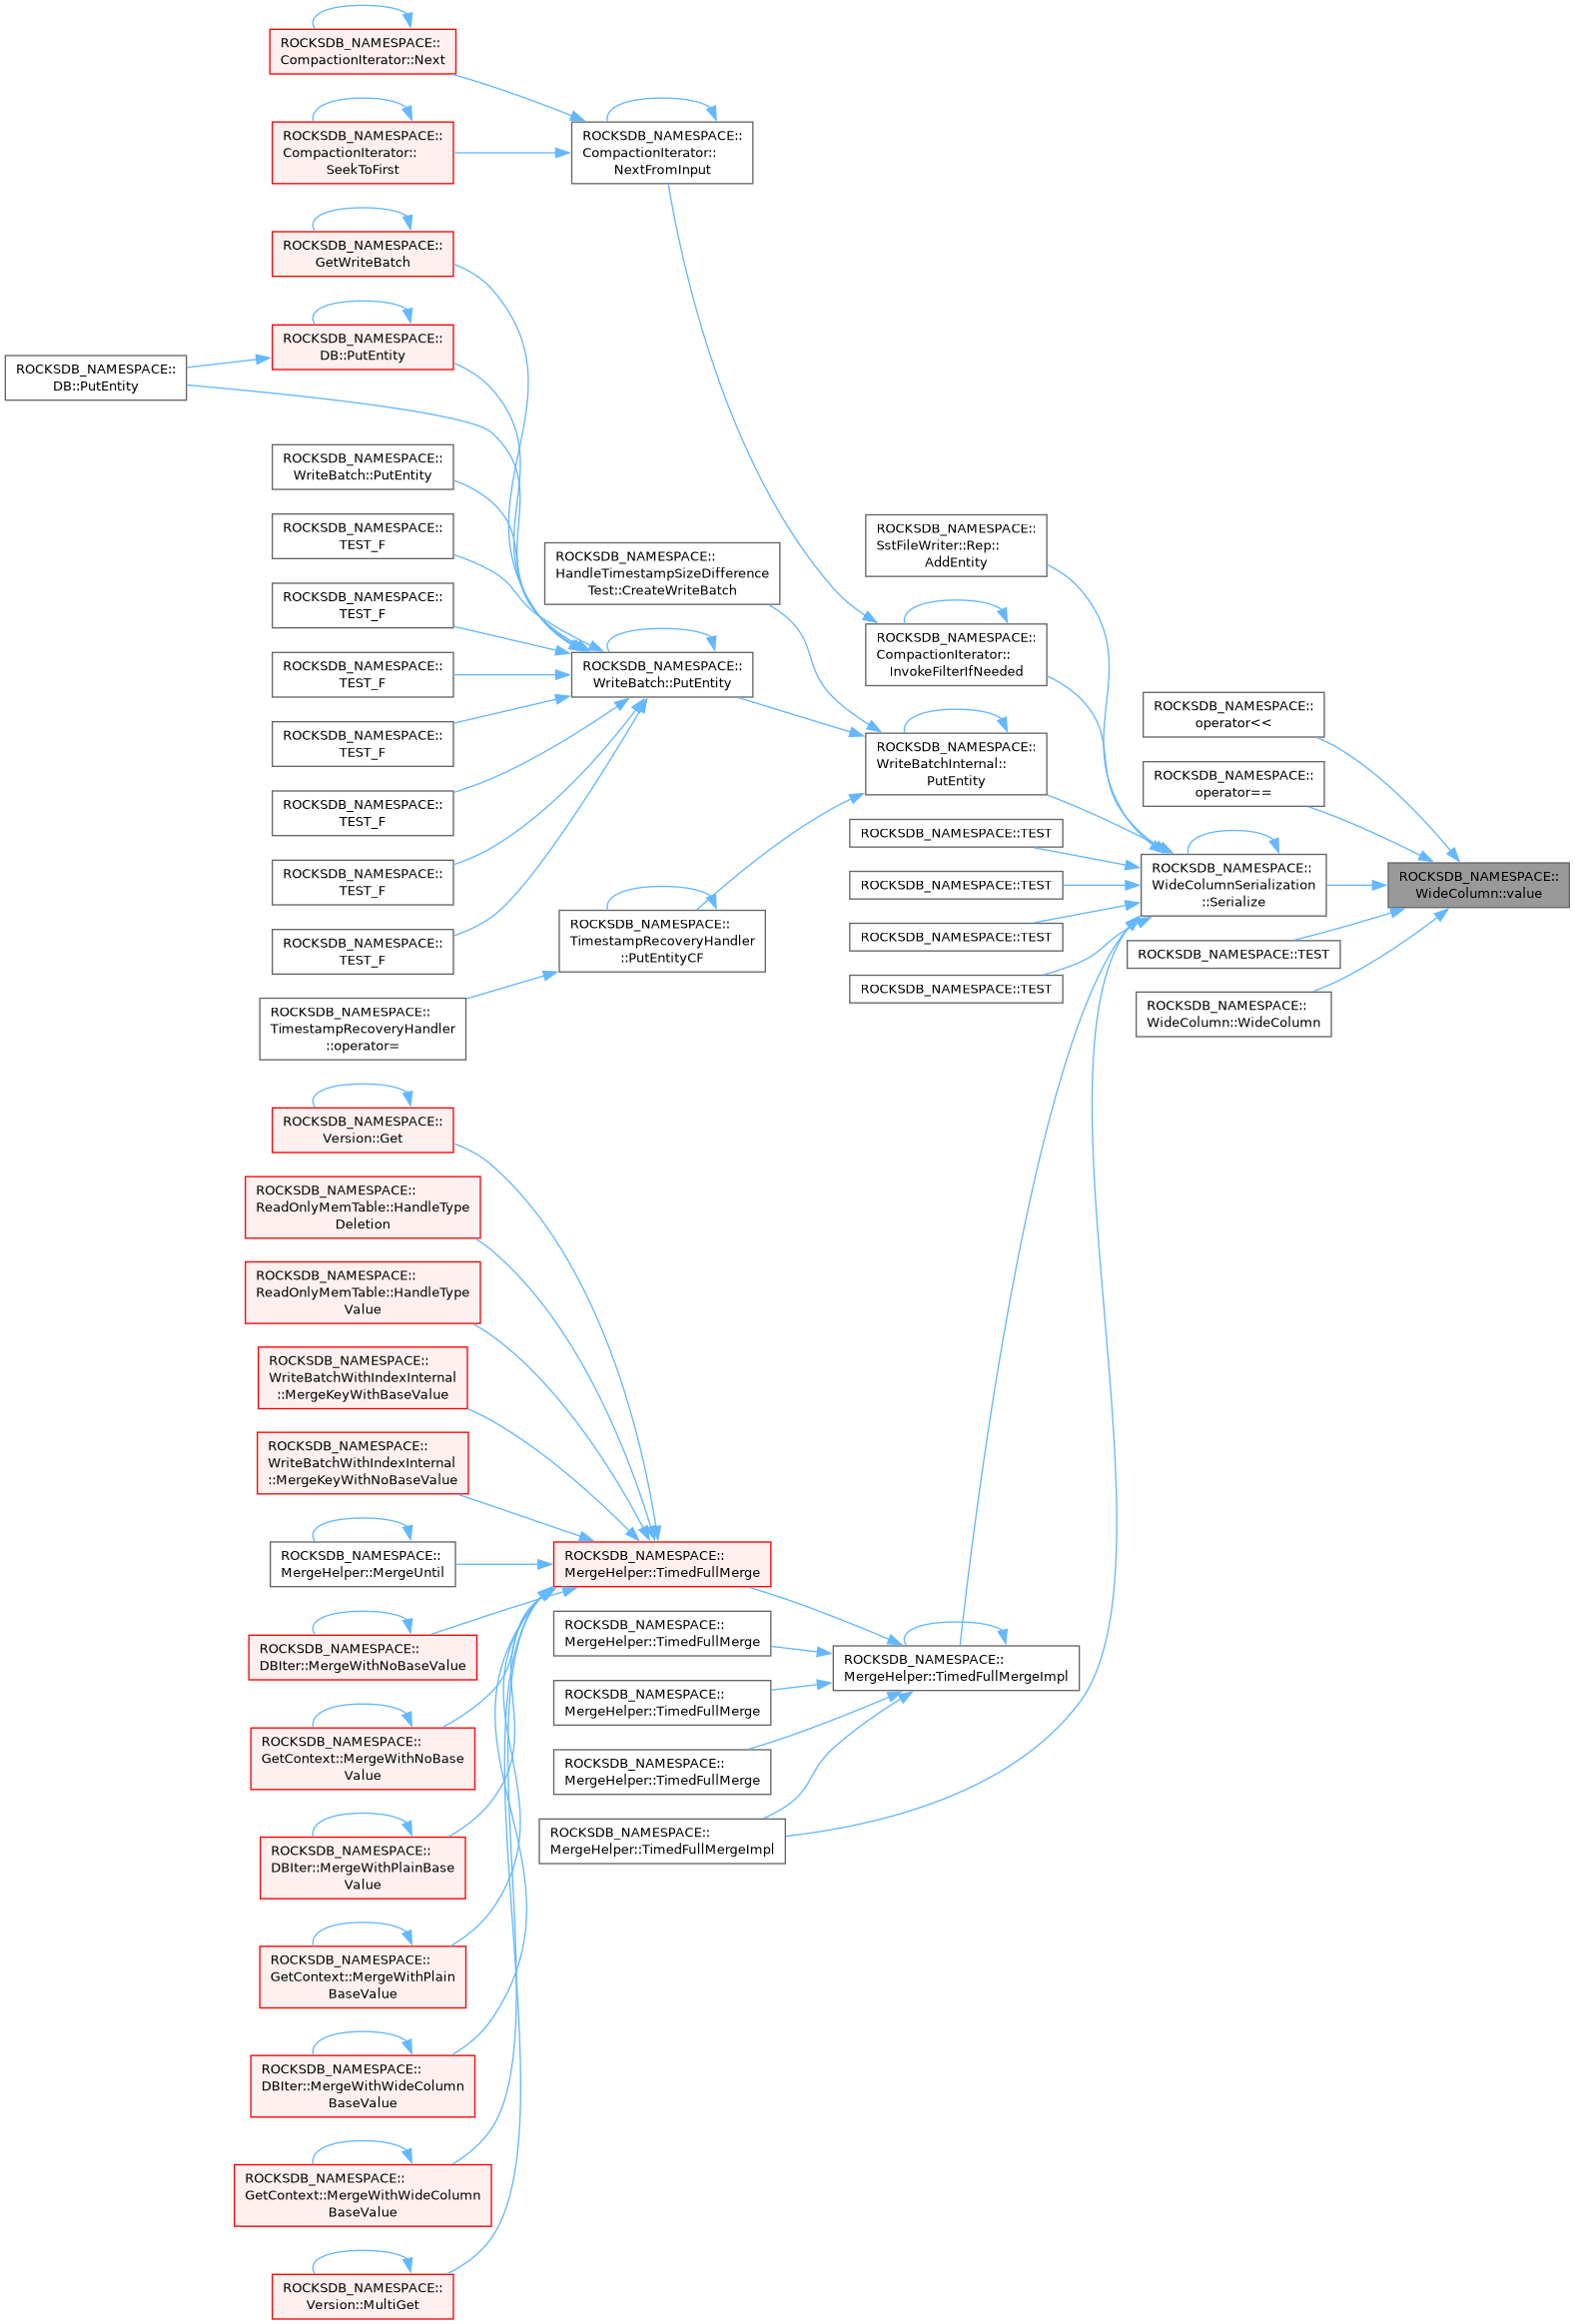 ROCKSDB_NAMESPACE::
CompactionIterator::Next
ROCKSDB_NAMESPACE::
CompactionIterator::
SeekToFirst
ROCKSDB_NAMESPACE::
CompactionIterator::
NextFromInput
ROCKSDB_NAMESPACE::
GetWriteBatch
ROCKSDB_NAMESPACE::
DB::PutEntity
ROCKSDB_NAMESPACE::
DB::PutEntity
ROCKSDB_NAMESPACE::
WriteBatch::PutEntity
ROCKSDB_NAMESPACE::
TEST_F
ROCKSDB_NAMESPACE::
TEST_F
ROCKSDB_NAMESPACE::
TEST_F
ROCKSDB_NAMESPACE::
TEST_F
ROCKSDB_NAMESPACE::
TEST_F
ROCKSDB_NAMESPACE::
TEST_F
ROCKSDB_NAMESPACE::
TEST_F
ROCKSDB_NAMESPACE::
TimestampRecoveryHandler
::operator=
ROCKSDB_NAMESPACE::
HandleTimestampSizeDifference
Test::CreateWriteBatch
ROCKSDB_NAMESPACE::
WriteBatch::PutEntity
ROCKSDB_NAMESPACE::
TimestampRecoveryHandler
::PutEntityCF
ROCKSDB_NAMESPACE::
SstFileWriter::Rep::
AddEntity
ROCKSDB_NAMESPACE::
CompactionIterator::
InvokeFilterIfNeeded
ROCKSDB_NAMESPACE::
WriteBatchInternal::
PutEntity
ROCKSDB_NAMESPACE::TEST
ROCKSDB_NAMESPACE::TEST
ROCKSDB_NAMESPACE::TEST
ROCKSDB_NAMESPACE::TEST
ROCKSDB_NAMESPACE::
operator<<
ROCKSDB_NAMESPACE::
operator==
ROCKSDB_NAMESPACE::
WideColumnSerialization
::Serialize
ROCKSDB_NAMESPACE::TEST
ROCKSDB_NAMESPACE::
WideColumn::WideColumn
ROCKSDB_NAMESPACE::
WideColumn::value
ROCKSDB_NAMESPACE::
Version::Get
ROCKSDB_NAMESPACE::
ReadOnlyMemTable::HandleType
Deletion
ROCKSDB_NAMESPACE::
ReadOnlyMemTable::HandleType
Value
ROCKSDB_NAMESPACE::
WriteBatchWithIndexInternal
::MergeKeyWithBaseValue
ROCKSDB_NAMESPACE::
WriteBatchWithIndexInternal
::MergeKeyWithNoBaseValue
ROCKSDB_NAMESPACE::
MergeHelper::MergeUntil
ROCKSDB_NAMESPACE::
DBIter::MergeWithNoBaseValue
ROCKSDB_NAMESPACE::
GetContext::MergeWithNoBase
Value
ROCKSDB_NAMESPACE::
DBIter::MergeWithPlainBase
Value
ROCKSDB_NAMESPACE::
GetContext::MergeWithPlain
BaseValue
ROCKSDB_NAMESPACE::
DBIter::MergeWithWideColumn
BaseValue
ROCKSDB_NAMESPACE::
GetContext::MergeWithWideColumn
BaseValue
ROCKSDB_NAMESPACE::
Version::MultiGet
ROCKSDB_NAMESPACE::
MergeHelper::TimedFullMerge
ROCKSDB_NAMESPACE::
MergeHelper::TimedFullMerge
ROCKSDB_NAMESPACE::
MergeHelper::TimedFullMerge
ROCKSDB_NAMESPACE::
MergeHelper::TimedFullMerge
ROCKSDB_NAMESPACE::
MergeHelper::TimedFullMergeImpl
ROCKSDB_NAMESPACE::
MergeHelper::TimedFullMergeImpl